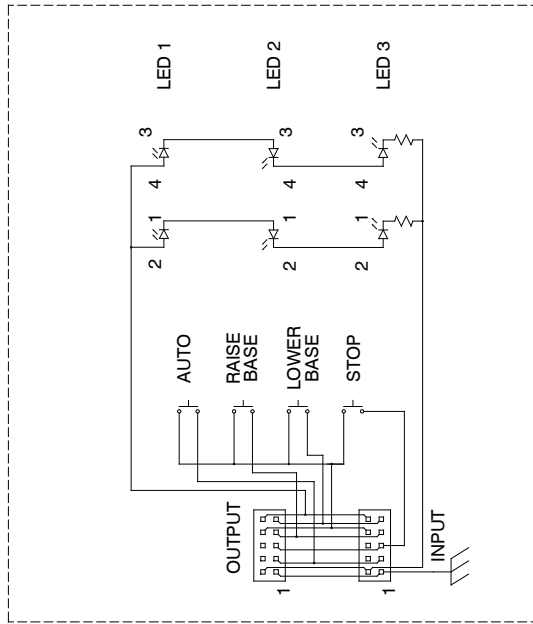 LED 1
LED 2
LED 3
3
3
3
4
4
4
1
1
1
2
2
2
AUTO
RAISE
BASE
LOWER
BASE
STOP
OUTPUT
INPUT
1
1